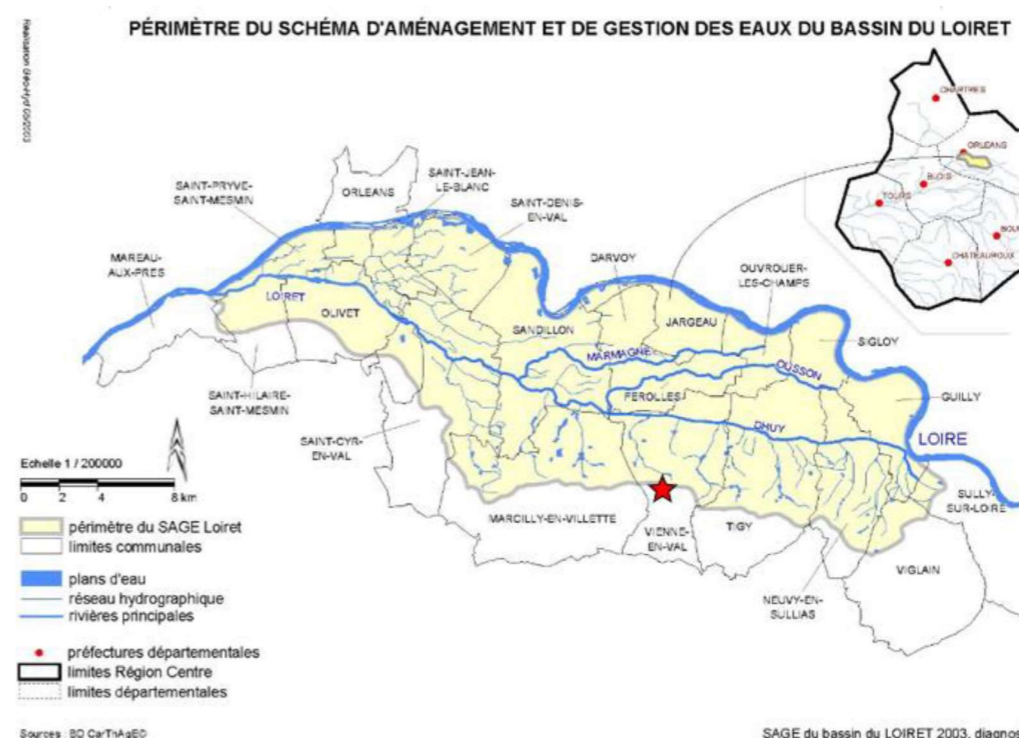 PÉRIMÈTRE DU SCHÉMA D'AMÉNAGEMENT ET DE GESTION DES EAUX DU BASSIN DU LOIRET
CHARTRES
ORLEANS
BLOIS
TOURS
BOU
CHATEAUROUX
SAINT-PRYVE-
SAINT-MESMIN
ORLEANS
SAINT-JEAN-
LE-BLANC
SAINT-DENIS-
EN-VAL
MAREAU-
AUX-PRES
DARVOY
OUVROUER-
LES-CHAMPS
LOIRET
OLIVET
SANDILLON
JARGEAU
SIGLOY
MARMAGNE
OUSSON
FEROLLES
GUILLY
SAINT-HILAIRE-
SAINT-MESMIN
DHUY
LOIRE
SAINT-CYR-
EN-VAL
SULLY-
SUR-LOIRE
MARCILLY-EN-VILLETTE
VIENNE-
EN-VAL
TIGY
VIGLAIN
NEUVY-EN-
SULLIAS
Echelle 1 / 200000
0 2 4 8 km
périmètre du SAGE Loiret
limites communales
plans d'eau
réseau hydrographique
rivières principales
préfectures départementales
limites Région Centre
limites départementales
Sources : BD CarThAgE©
SAGE du bassin du LOIRET 2003, diagnos